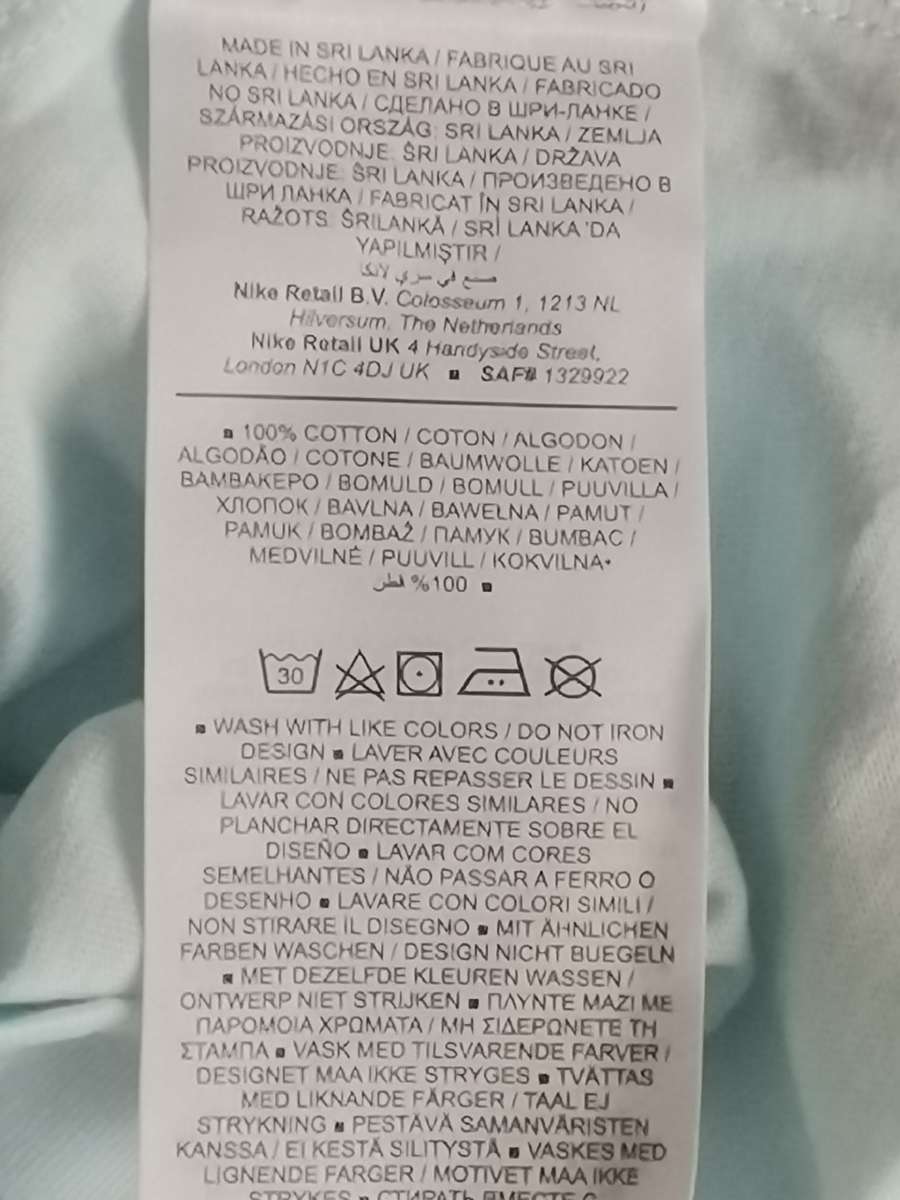 MADE IN SRI LANKA / FABRIQUE AU SRI
LANKA / HECHO EN SRI LANKA / FABRICADO
NO SRI LANKA / СДЕЛАНО В ШРИ-ЛАНКЕ /
SZÁRMAZÁSI ORSZÁG: SRI LANKA / ZEMLJA
PROIZVODNJE: ŠRI LANKA / DRŽAVA
PROIZVODNJE: ŠRI LANKA / ПРОИЗВЕДЕНО В
ШРИ ЛАНКА / FABRICAT ÎN SRI LANKA /
RAŽOTS: ŠRILANKĀ / SRİ LANKA 'DA
YAPILMIŞTIR /
صنع في سري لانكا
Nike Retail B.V. Colosseum 1, 1213 NL
Hilversum, The Netherlands
Nike Retail UK 4 Handyside Street,
London N1C 4DJ UK ■ SAF# 1329922
■ 100% COTTON / COTON / ALGODON /
ALGODÃO / COTONE / BAUMWOLLE / KATOEN /
ΒΑΜΒΑΚΕΡΟ / BOMULD / BOMULL / PUUVILLA /
ХЛОПОК / BAVLNA / BAWEŁNA / PAMUT /
PAMUK / BOMBAŽ / ПАМУК / BUMBAC /
MEDVILNĖ / PUUVILL / KOKVILNA•
100% قطن ■
30
■ WASH WITH LIKE COLORS / DO NOT IRON
DESIGN ■ LAVER AVEC COULEURS
SIMILAIRES / NE PAS REPASSER LE DESSIN ■
LAVAR CON COLORES SIMILARES / NO
PLANCHAR DIRECTAMENTE SOBRE EL
DISEÑO ■ LAVAR COM CORES
SEMELHANTES / NÃO PASSAR A FERRO O
DESENHO ■ LAVARE CON COLORI SIMILI /
NON STIRARE IL DISEGNO ■ MIT ÄHNLICHEN
FARBEN WASCHEN / DESIGN NICHT BUEGELN
■ MET DEZELFDE KLEUREN WASSEN /
ONTWERP NIET STRIJKEN ■ ΠΛΥΝΤΕ ΜΑΖΙ ΜΕ
ΠΑΡΟΜΟΙΑ ΧΡΩΜΑΤΑ / ΜΗ ΣΙΔΕΡΩΝΕΤΕ ΤΗ
ΣΤΑΜΠΑ ■ VASK MED TILSVARENDE FARVER /
DESIGNET MAA IKKE STRYGES ■ TVÄTTAS
MED LIKNANDE FÄRGER / TAAL EJ
STRYKNING ■ PESTÄVÄ SAMANVÄRISTEN
KANSSA / EI KESTÄ SILITYSTÄ ■ VASKES MED
LIGNENDE FARGER / MOTIVET MAA IKKE
STRYKES ■ СТИРАТЬ ВМЕСТЕ С